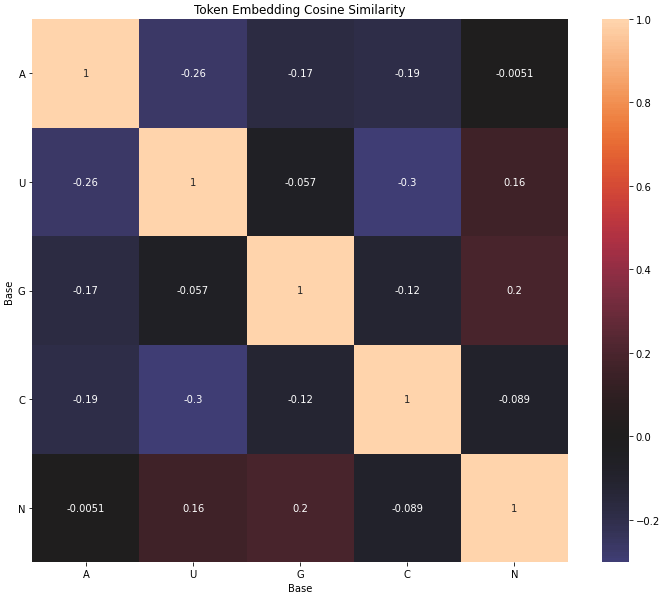 Token Embedding Cosine Similarity
A 1 -0.26 -0.17 -0.19 -0.0051
U -0.26 1 -0.057 -0.3 0.16
G -0.17 -0.057 1 -0.12 0.2
C -0.19 -0.3 -0.12 1 -0.089
N -0.0051 0.16 0.2 -0.089 1
A U G C N
Base
Base
1.0
0.8
0.6
0.4
0.2
0.0
−0.2